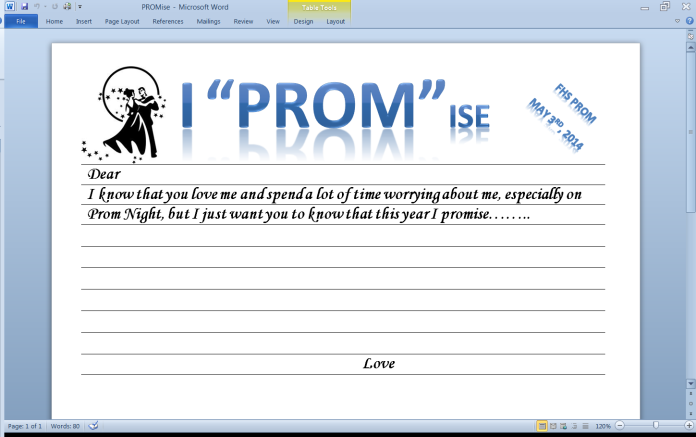 PROMise - Microsoft Word
Table Tools
File Home Insert Page Layout References Mailings Review View Design Layout
I “PROM”ISE
FHS PROM
MAY 3RD, 2014
Dear
I know that you love me and spend a lot of time worrying about me, especially on
Prom Night, but I just want you to know that this year I promise……..
Love
Page: 1 of 1 Words: 80 120%